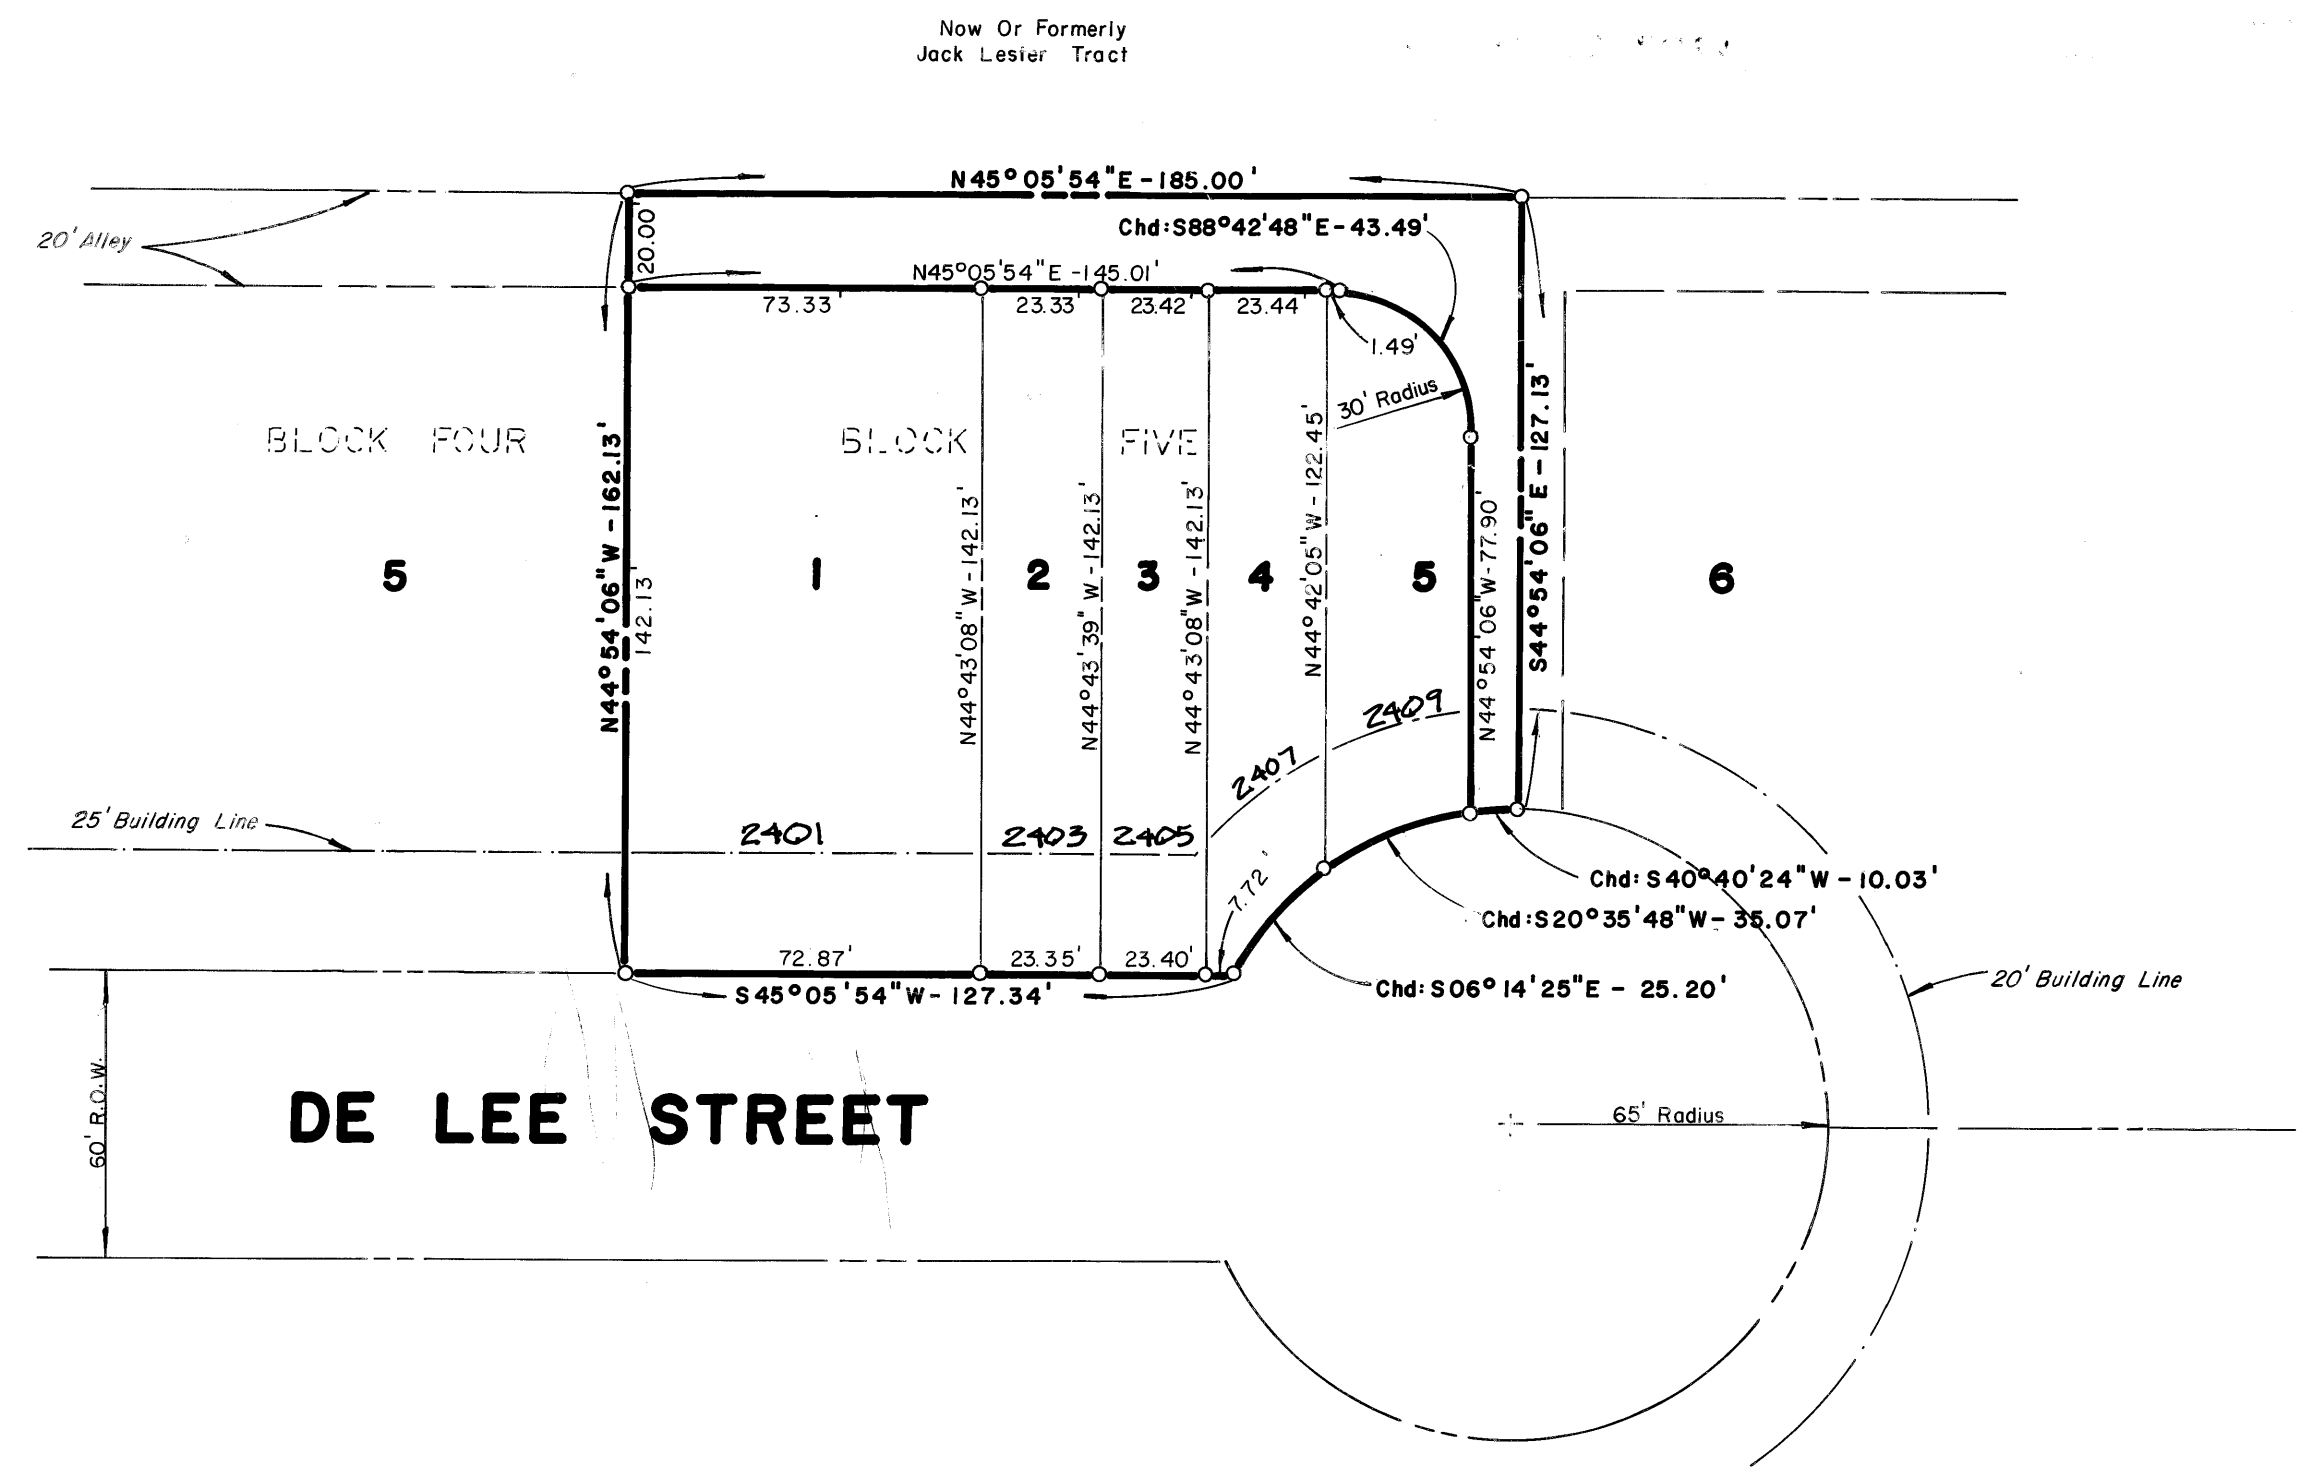 Now Or Formerly
Jack Lester Tract
N45°05'54"E-185.00'
Chd:S88°42'48"E-43.49'
20' Alley
20.00
N45°05'54"E-145.01'
73.33
23.33
23.42'
23.44'
1.49'
30' Radius
BLOCK FOUR
BLOCK FIVE
N44°54'06"W-162.13'
142.13'
N44°43'08"W-142.13'
N44°43'39"W-142.13'
N44°43'08"W-142.13'
N44°42'05"W-122.45'
N44°54'06"W-77.90'
S44°54'06"E-127.13'
5
1
2
3
4
5
6
2409
2407
25' Building Line
2401
2403
2405
7.72'
Chd:S40°40'24"W-10.03'
Chd:S20°35'48"W-35.07'
Chd:S06°14'25"E-25.20'
72.87'
23.35'
23.40'
S45°05'54"W-127.34'
20' Building Line
60' R.O.W.
DE LEE STREET
65' Radius